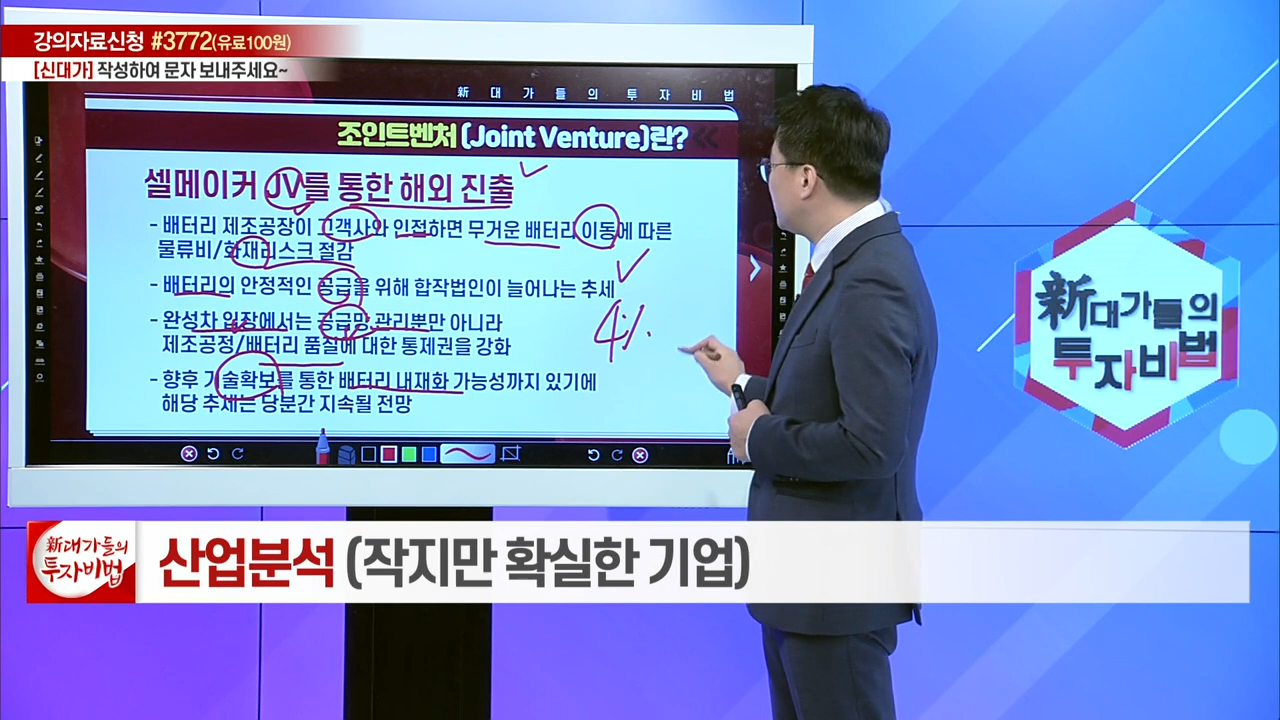 강의자료신청 #3772(유료100원)
[신대가] 작성하여 문자 보내주세요~
新 대 가 들 의 투 자 비 법
조인트벤처 (Joint Venture)란?
셀메이커 JV를 통한 해외 진출
- 배터리 제조공장이 고객사와 인접하면 무거운 배터리 이동에 따른
물류비/화재리스크 절감
- 배터리의 안정적인 공급을 위해 합작법인이 늘어나는 추세
- 완성차 입장에서는 공급망 관리뿐만 아니라
제조공정/배터리 품질에 대한 통제권을 강화
4%
- 향후 기술확보를 통한 배터리 내재화 가능성까지 있기에
해당 추세는 당분간 지속될 전망
新대가들의
투자비법
新대가들의
투자비법
산업분석 (작지만 확실한 기업)